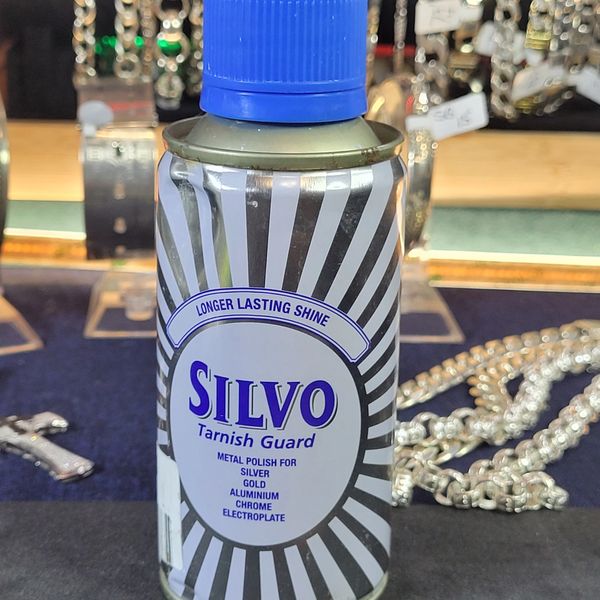 LONGER LASTING SHINE
SILVO
Tarnish Guard
METAL POLISH FOR
SILVER
GOLD
ALUMINIUM
CHROME
ELECTROPLATE